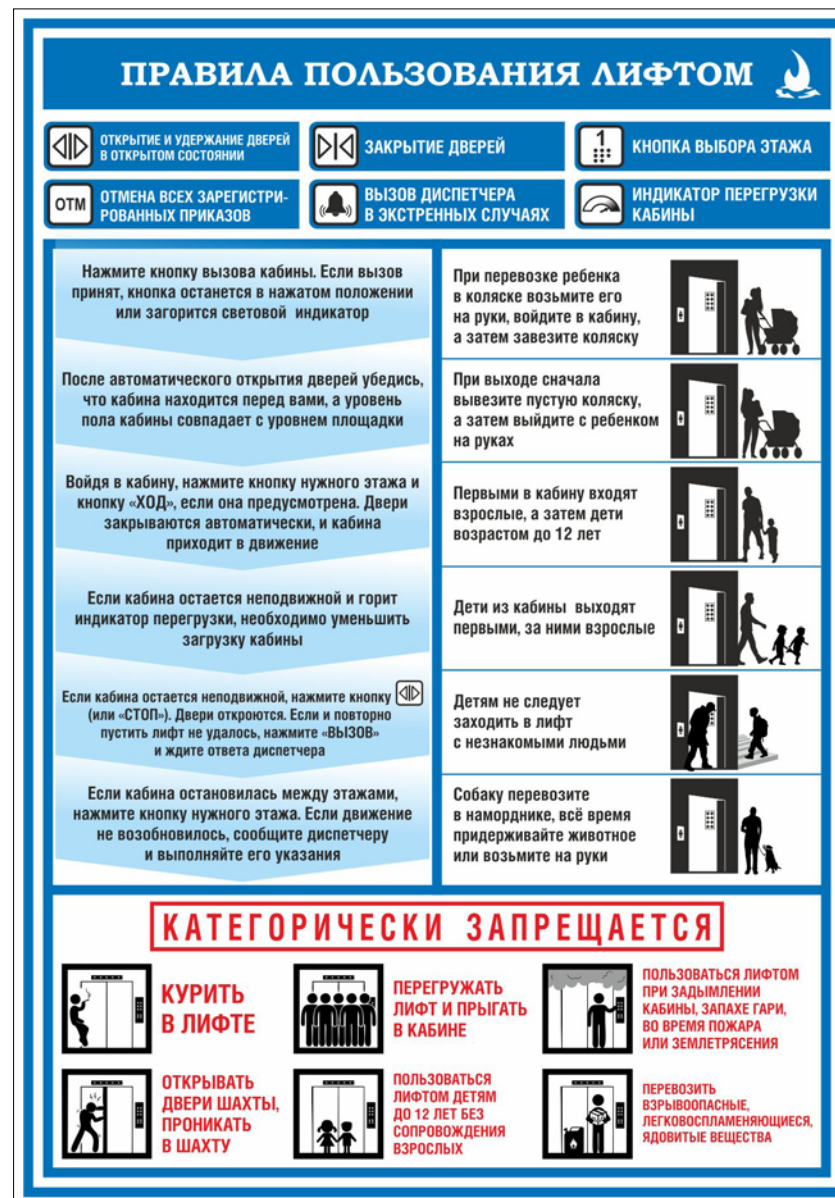 ПРАВИЛА ПОЛЬЗОВАНИЯ ЛИФТОМ
ОТКРЫТИЕ И УДЕРЖАНИЕ ДВЕРЕЙ
В ОТКРЫТОМ СОСТОЯНИИ
ЗАКРЫТИЕ ДВЕРЕЙ
1
КНОПКА ВЫБОРА ЭТАЖА
ОТМ
ОТМЕНА ВСЕХ ЗАРЕГИСТРИ-
РОВАННЫХ ПРИКАЗОВ
ВЫЗОВ ДИСПЕТЧЕРА
В ЭКСТРЕННЫХ СЛУЧАЯХ
ИНДИКАТОР ПЕРЕГРУЗКИ
КАБИНЫ
Нажмите кнопку вызова кабины. Если вызов
принят, кнопка останется в нажатом положении
или загорится световой индикатор
После автоматического открытия дверей убедись,
что кабина находится перед вами, а уровень
пола кабины совпадает с уровнем площадки
Войдя в кабину, нажмите кнопку нужного этажа и
кнопку «ХОД», если она предусмотрена. Двери
закрываются автоматически, и кабина
приходит в движение
Если кабина остается неподвижной и горит
индикатор перегрузки, необходимо уменьшить
загрузку кабины
Если кабина остается неподвижной, нажмите кнопку
(или «СТОП»). Двери откроются. Если и повторно
пустить лифт не удалось, нажмите «ВЫЗОВ»
и ждите ответа диспетчера
Если кабина остановилась между этажами,
нажмите кнопку нужного этажа. Если движение
не возобновилось, сообщите диспетчеру
и выполняйте его указания
При перевозке ребенка
в коляске возьмите его
на руки, войдите в кабину,
а затем завезите коляску
При выходе сначала
вывезите пустую коляску,
а затем выйдите с ребенком
на руках
Первыми в кабину входят
взрослые, а затем дети
возрастом до 12 лет
Дети из кабины выходят
первыми, за ними взрослые
Детям не следует
заходить в лифт
с незнакомыми людьми
Собаку перевозите
в наморднике, всё время
придерживайте животное
или возьмите на руки
КАТЕГОРИЧЕСКИ ЗАПРЕЩАЕТСЯ
КУРИТЬ
В ЛИФТЕ
ПЕРЕГРУЖАТЬ
ЛИФТ И ПРЫГАТЬ
В КАБИНЕ
ПОЛЬЗОВАТЬСЯ ЛИФТОМ
ПРИ ЗАДЫМЛЕНИИ
КАБИНЫ, ЗАПАХЕ ГАРИ,
ВО ВРЕМЯ ПОЖАРА
ИЛИ ЗЕМЛЕТРЯСЕНИЯ
ОТКРЫВАТЬ
ДВЕРИ ШАХТЫ,
ПРОНИКАТЬ
В ШАХТУ
ПОЛЬЗОВАТЬСЯ
ЛИФТОМ ДЕТЯМ
ДО 12 ЛЕТ БЕЗ
СОПРОВОЖДЕНИЯ
ВЗРОСЛЫХ
ПЕРЕВОЗИТЬ
ВЗРЫВООПАСНЫЕ,
ЛЕГКОВОСПЛАМЕНЯЮЩИЕСЯ,
ЯДОВИТЫЕ ВЕЩЕСТВА